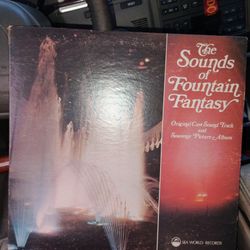 The
Sounds
of
Fountain
Fantasy
Original Cast Sound Track
and
Souvenir Picture Album
SEA WORLD RECORDS